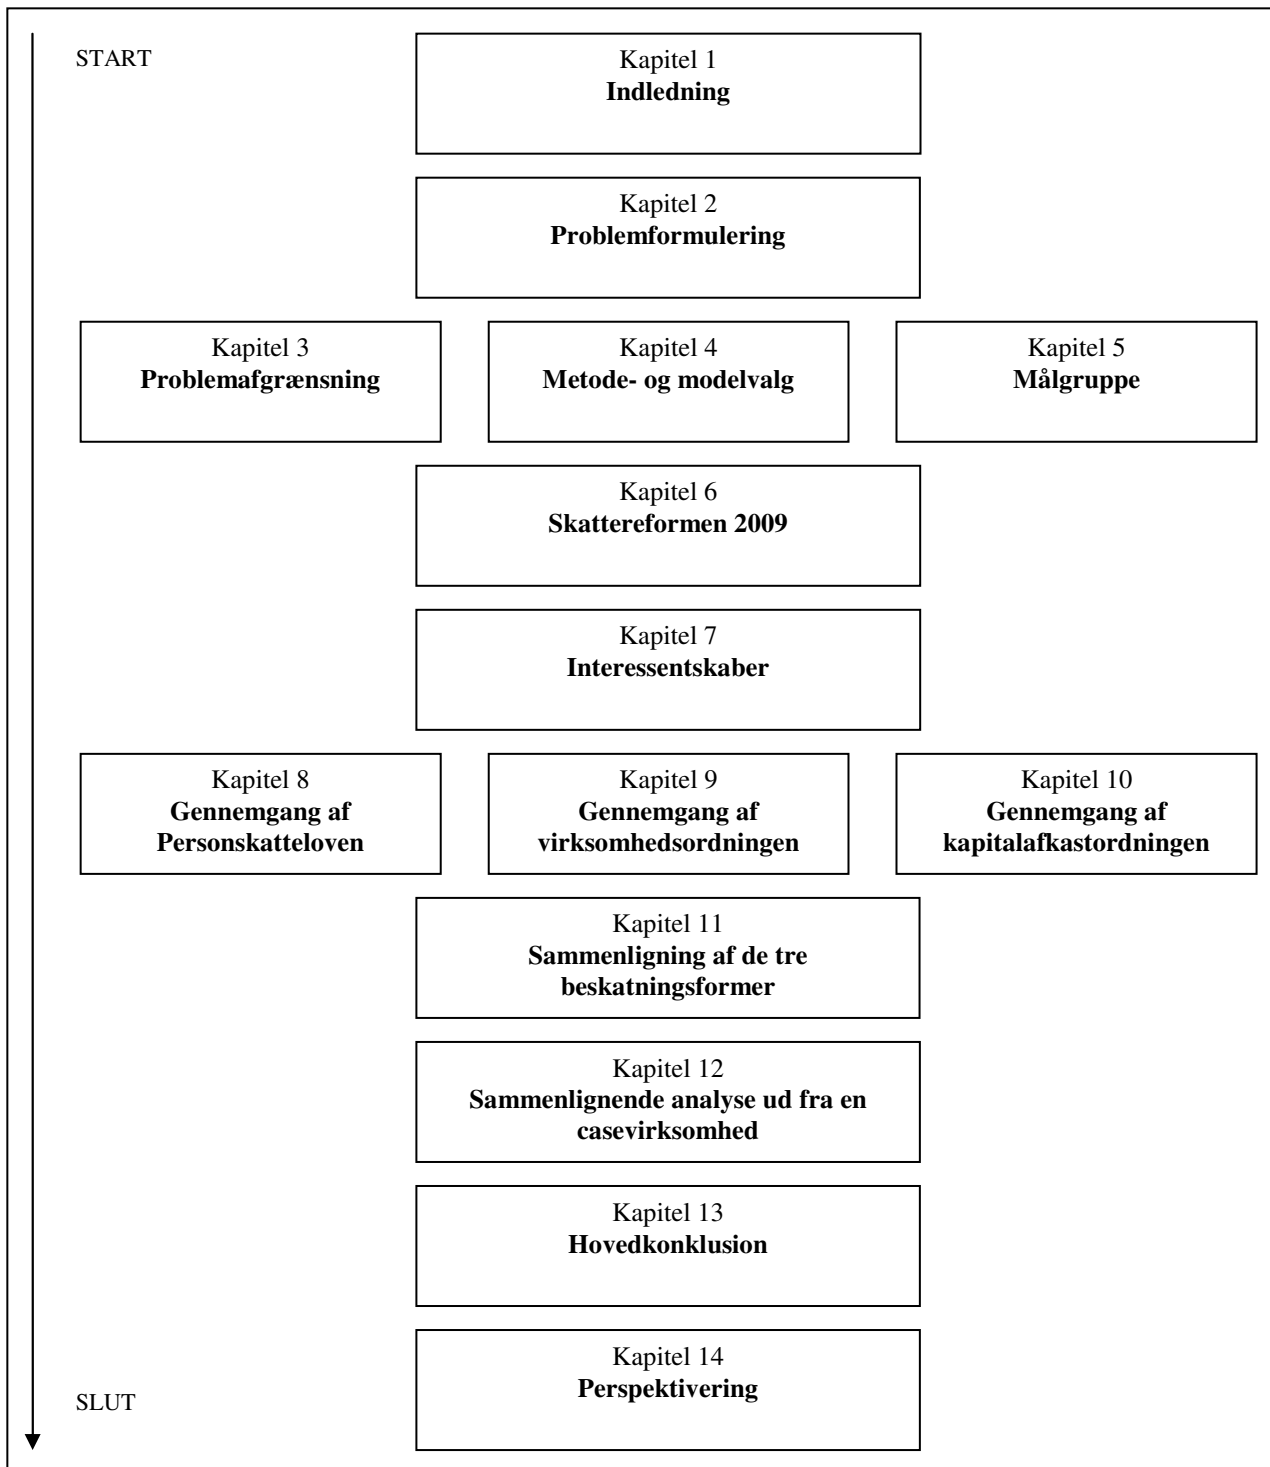 START
Kapitel 1
Indledning
Kapitel 2
Problemformulering
Kapitel 3
Problemafgrænsning
Kapitel 4
Metode- og modelvalg
Kapitel 5
Målgruppe
Kapitel 6
Skattereformen 2009
Kapitel 7
Interessentskaber
Kapitel 8
Gennemgang af
Personskatteloven
Kapitel 9
Gennemgang af
virksomhedsordningen
Kapitel 10
Gennemgang af
kapitalafkastordningen
Kapitel 11
Sammenligning af de tre
beskatningsformer
Kapitel 12
Sammenlignende analyse ud fra en
casevirksomhed
Kapitel 13
Hovedkonklusion
Kapitel 14
Perspektivering
SLUT